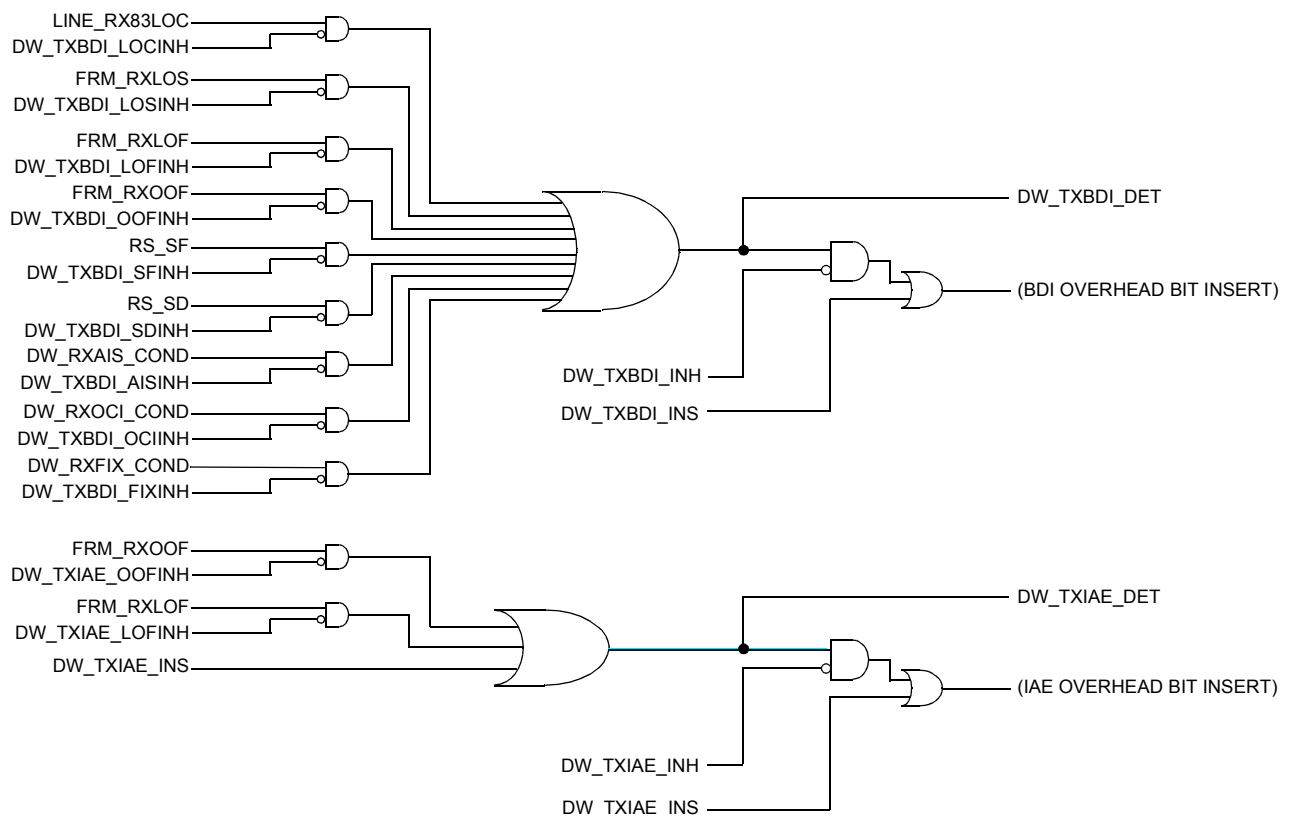 LINE_RX83LOC
DW_TXBDI_LOCINH
FRM_RXLOS
DW_TXBDI_LOSINH
FRM_RXLOF
DW_TXBDI_LOFINH
FRM_RXOOF
DW_TXBDI_OOFINH
RS_SF
DW_TXBDI_SFINH
RS_SD
DW_TXBDI_SDINH
DW_RXAIS_COND
DW_TXBDI_AISINH
DW_RXOCI_COND
DW_TXBDI_OCIINH
DW_RXFIX_COND
DW_TXBDI_FIXINH
DW_TXBDI_DET
(BDI OVERHEAD BIT INSERT)
DW_TXBDI_INH
DW_TXBDI_INS
FRM_RXOOF
DW_TXIAE_OOFINH
FRM_RXLOF
DW_TXIAE_LOFINH
DW_TXIAE_INS
DW_TXIAE_DET
(IAE OVERHEAD BIT INSERT)
DW_TXIAE_INH
DW_TXIAE_INS